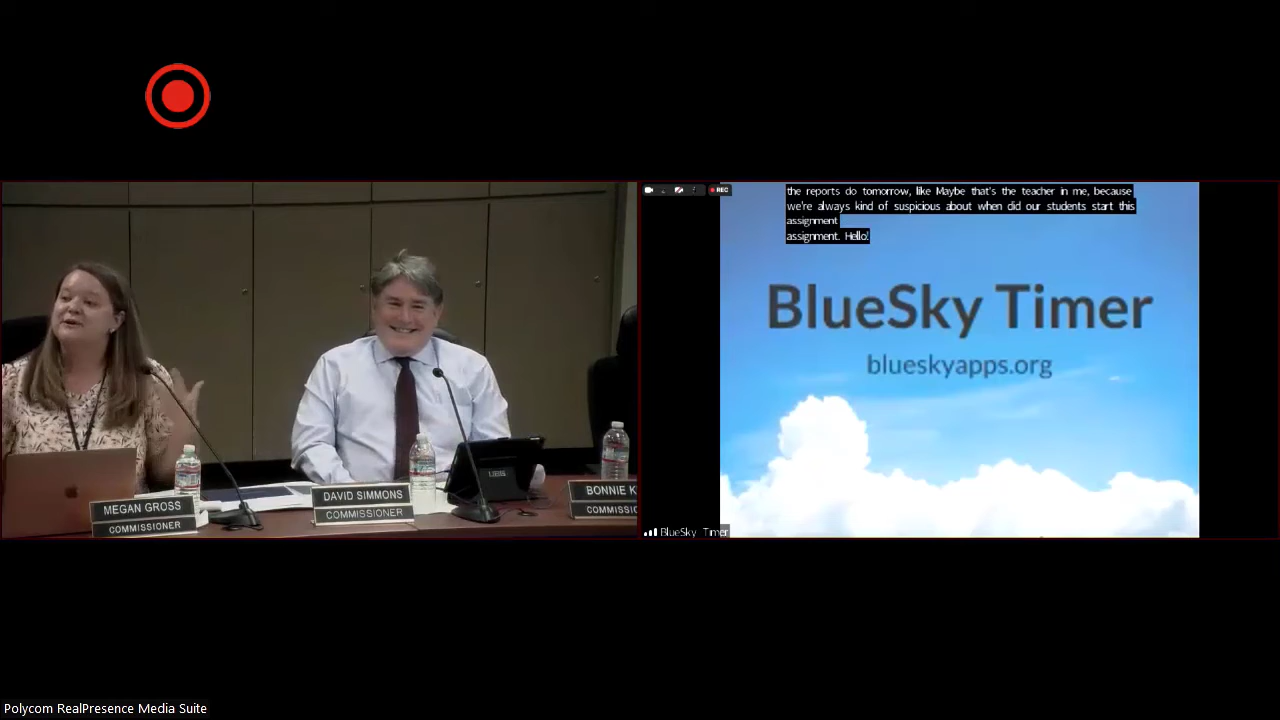 REC
the reports do tomorrow, like Maybe that's the teacher in me, because
we're always kind of suspicious about when did our students start this
assignment
assignment. Hello!
BlueSky Timer
blueskyapps.org
MEGAN GROSS
COMMISSIONER
DAVID SIMMONS
COMMISSIONER
BONNIE K
COMMISSIO
BlueSky Timer
Polycom RealPresence Media Suite